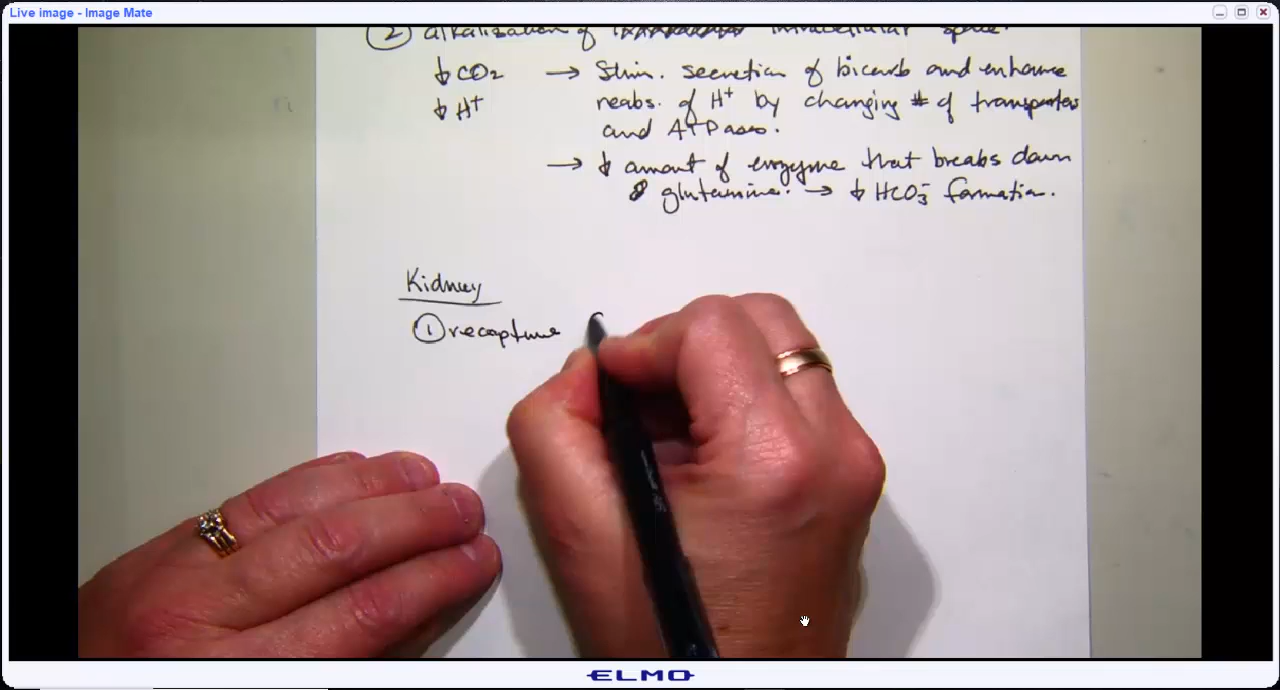 Live image - Image Mate
② alkalization of intracellular space.
↓ CO₂ → Stim. secretion of bicarb and enhance
↓ H⁺ reabs. of H⁺ by changing # of transporters
and ATPases.
→ ↓ amount of enzyme that breaks down
glutamine. → ↓ HCO₃⁻ formation.
Kidney
① recapture
ELMO